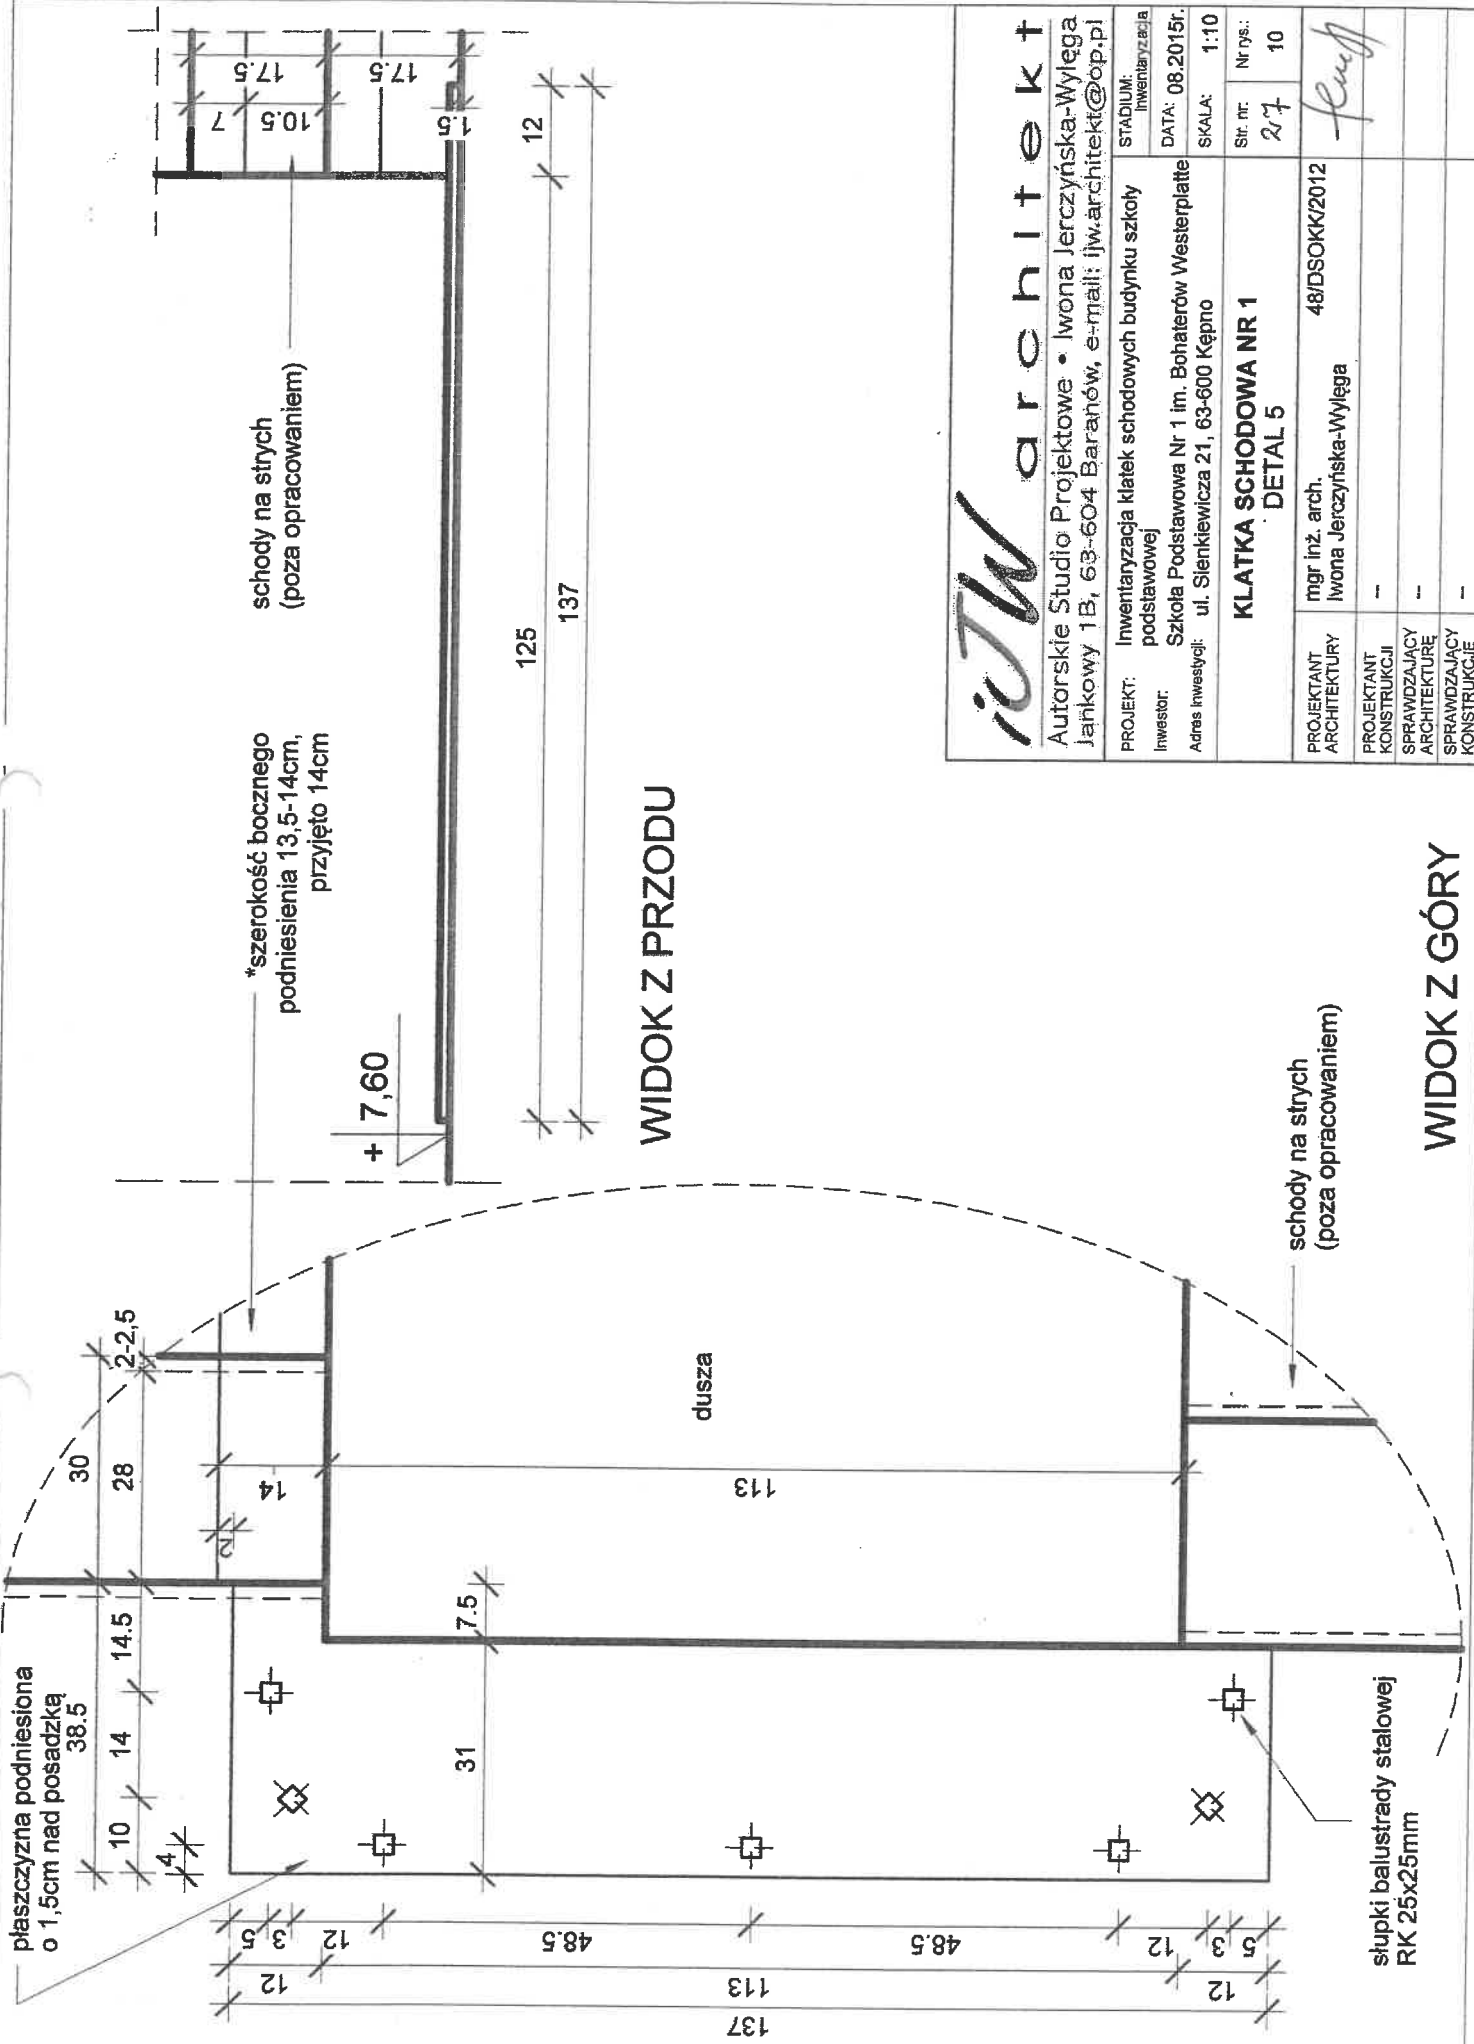 płaszczyzna podniesiona
o 1,5cm nad posadzką
38.5
30
10
14
14.5
28
2-2,5
4
2
14
31
7.5
113
dusza
5
3
12
48.5
48.5
12
3
5
12
113
12
137
słupki balustrady stalowej
RK 25x25mm
schody na strych
(poza opracowaniem)
WIDOK Z GÓRY
*szerokość bocznego
podniesienia 13,5-14cm,
przyjęto 14cm
+ 7,60
schody na strych
(poza opracowaniem)
7
10.5
17.5
17.5
1.5
125
12
137
WIDOK Z PRZODU
iJW architekt
Autorskie Studio Projektowe • Iwona Jerczyńska-Wylęga
Jankowy 1B, 63-604 Baranów, e-mail: ijw.architekt@op.pl
PROJEKT: Inwentaryzacja klatek schodowych budynku szkoły
podstawowej
STADIUM:
Inwentaryzacja
Inwestor: Szkoła Podstawowa Nr 1 im. Bohaterów Westerplatte
DATA: 08.2015r.
Adres inwestycji: ul. Sienkiewicza 21, 63-600 Kępno
SKALA: 1:10
KLATKA SCHODOWA NR 1
DETAL 5
Str. nr: 217
Nr rys.: 10
PROJEKTANT
ARCHITEKTURY
mgr inż. arch.
Iwona Jerczyńska-Wylęga
48/DSOKK/2012
PROJEKTANT
KONSTRUKCJI
--
SPRAWDZAJĄCY
ARCHITEKTURĘ
--
SPRAWDZAJĄCY
KONSTRUKCJE
--